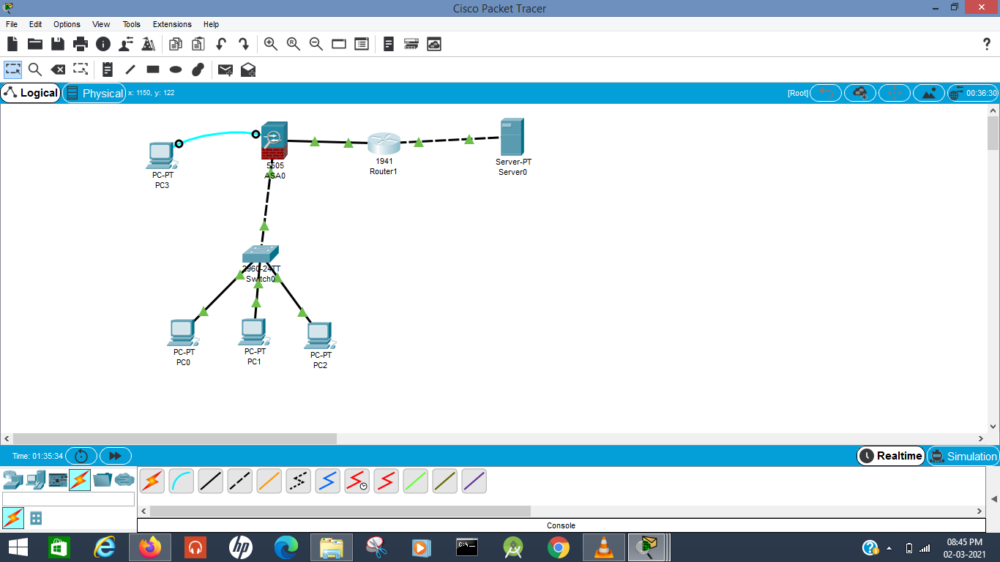 Cisco Packet Tracer
File Edit Options View Tools Extensions Help
R
?
Logical Physical x: 1150, y: 122 [Root] 00:36:30
PC-PT
PC3
5505
ASA0
1941
Router1
Server-PT
Server0
2960-24TT
Switch0
PC-PT
PC0
PC-PT
PC1
PC-PT
PC2
Time: 01:35:34 Realtime Simulation
Console
hp
C:\
08:45 PM
02-03-2021